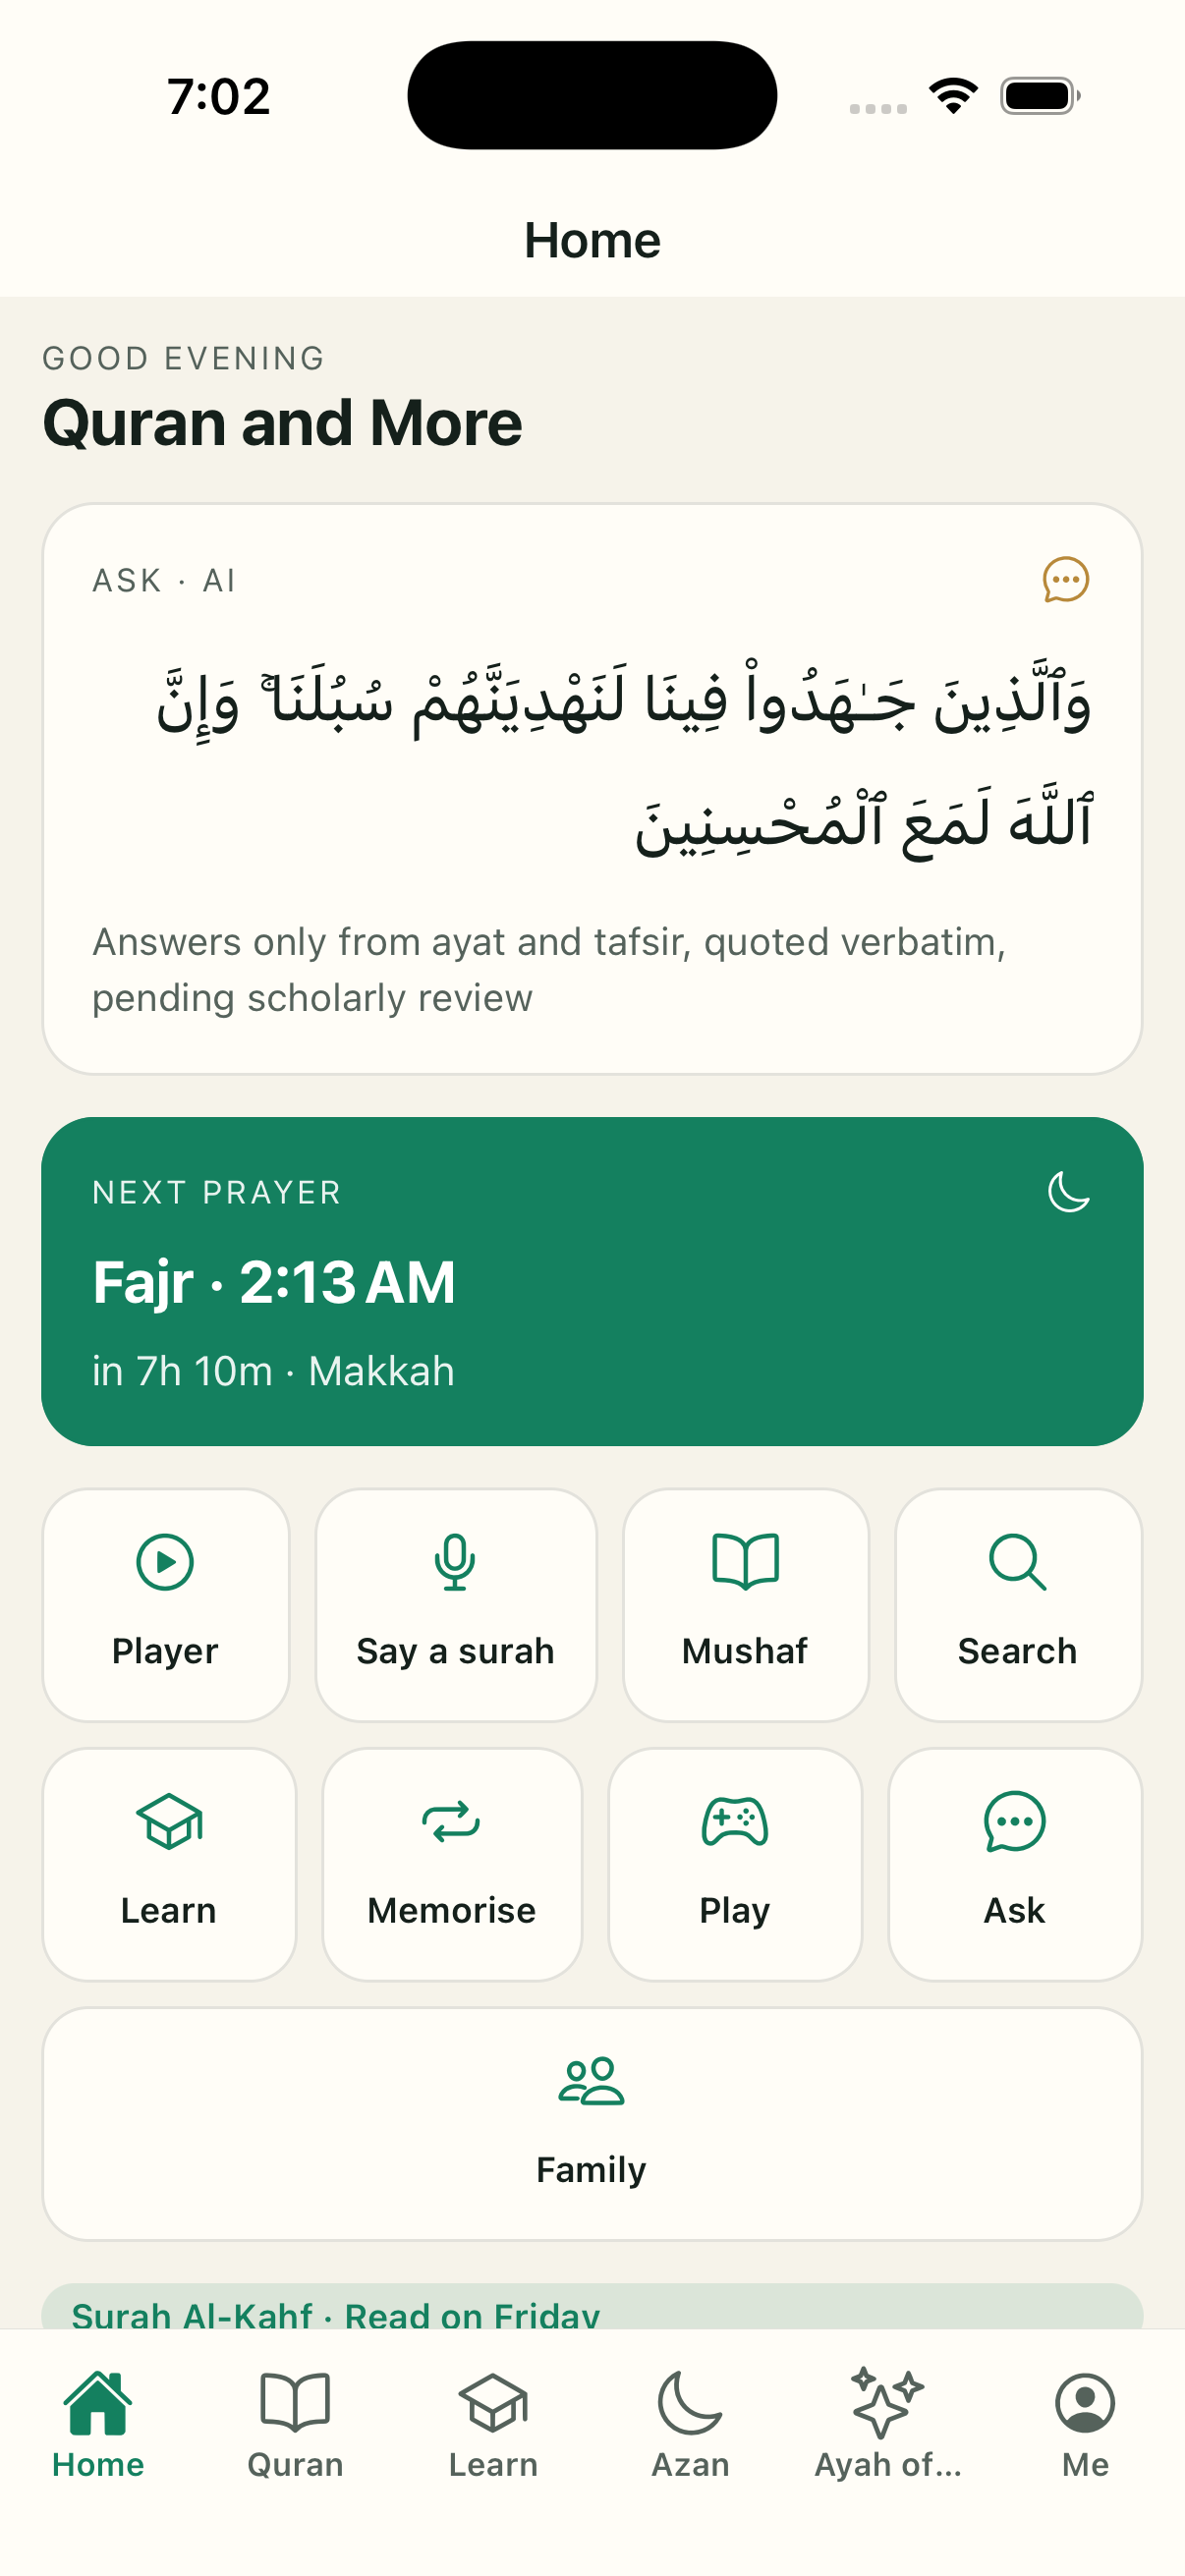 7:02
Home
GOOD EVENING
Quran and More
ASK · AI
وَٱلَّذِينَ جَـٰهَدُوا۟ فِينَا لَنَهْدِيَنَّهُمْ سُبُلَنَا ۚ وَإِنَّ
ٱللَّهَ لَمَعَ ٱلْمُحْسِنِينَ
Answers only from ayat and tafsir, quoted verbatim,
pending scholarly review
NEXT PRAYER
Fajr · 2:13 AM
in 7h 10m · Makkah
Player
Say a surah
Mushaf
Search
Learn
Memorise
Play
Ask
Family
Surah Al-Kahf · Read on Friday
Home
Quran
Learn
Azan
Ayah of...
Me